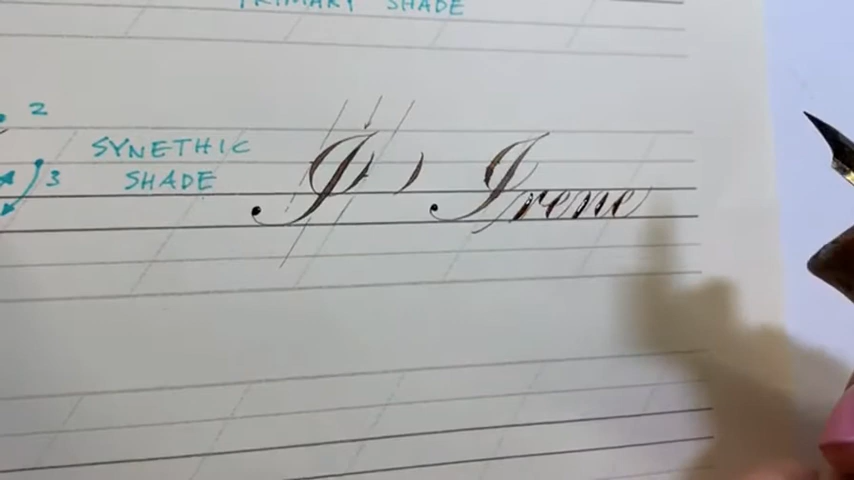 PRIMARY SHADE
2
SYNETHIC
SHADE
3
I Irene